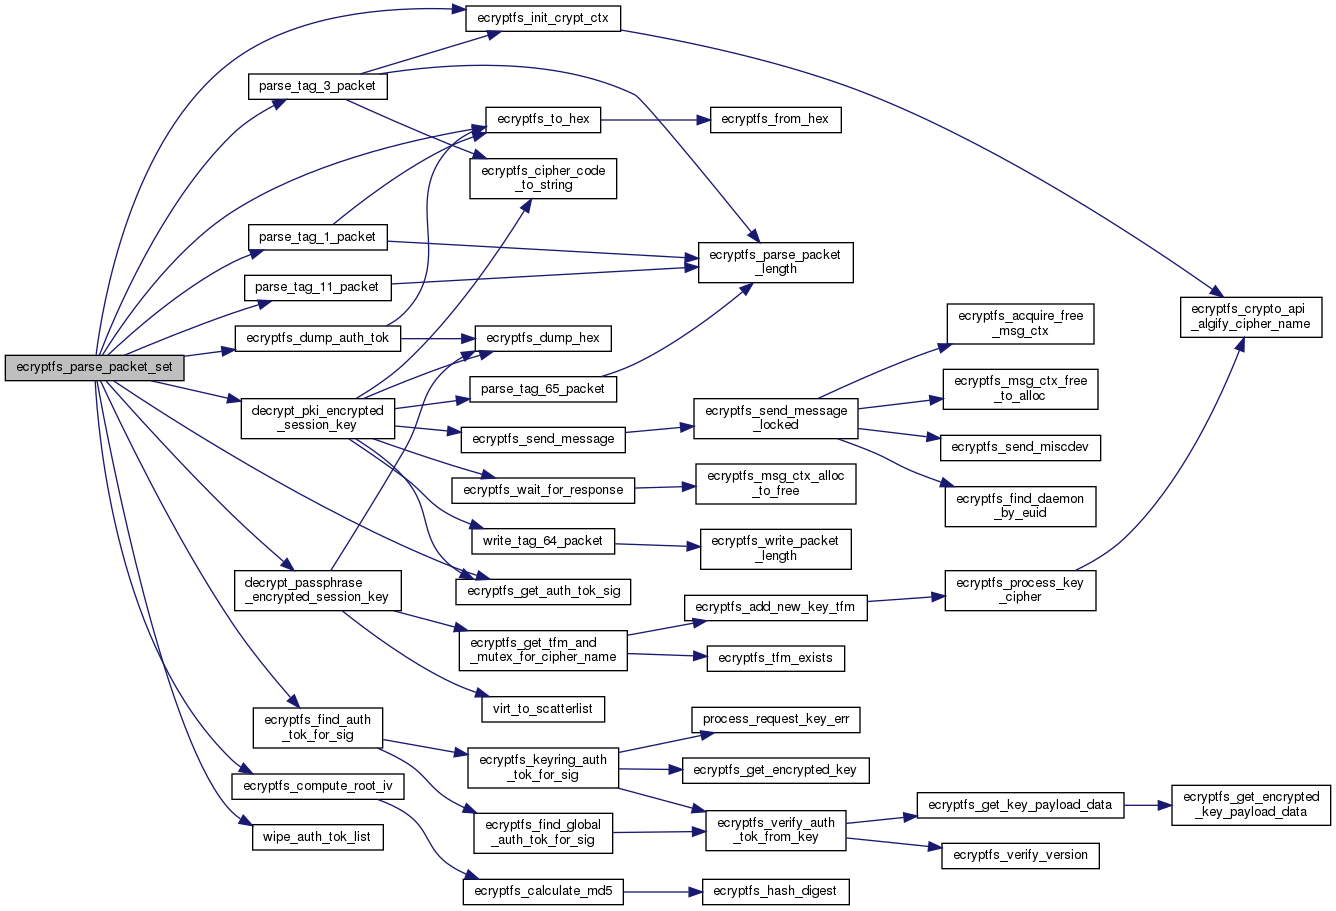 ecryptfs_parse_packet_set
ecryptfs_init_crypt_ctx
parse_tag_3_packet
ecryptfs_to_hex
ecryptfs_from_hex
ecryptfs_cipher_code
_to_string
parse_tag_1_packet
ecryptfs_parse_packet
_length
parse_tag_11_packet
ecryptfs_dump_auth_tok
ecryptfs_dump_hex
ecryptfs_acquire_free
_msg_ctx
ecryptfs_crypto_api
_algify_cipher_name
decrypt_pki_encrypted
_session_key
parse_tag_65_packet
ecryptfs_send_message
ecryptfs_send_message
_locked
ecryptfs_msg_ctx_free
_to_alloc
ecryptfs_send_miscdev
ecryptfs_wait_for_response
ecryptfs_msg_ctx_alloc
_to_free
ecryptfs_find_daemon
_by_euid
write_tag_64_packet
ecryptfs_write_packet
_length
ecryptfs_get_auth_tok_sig
decrypt_passphrase
_encrypted_session_key
ecryptfs_get_tfm_and
_mutex_for_cipher_name
ecryptfs_add_new_key_tfm
ecryptfs_process_key
_cipher
ecryptfs_tfm_exists
virt_to_scatterlist
ecryptfs_find_auth
_tok_for_sig
ecryptfs_keyring_auth
_tok_for_sig
process_request_key_err
ecryptfs_get_encrypted_key
ecryptfs_compute_root_iv
wipe_auth_tok_list
ecryptfs_find_global
_auth_tok_for_sig
ecryptfs_verify_auth
_tok_from_key
ecryptfs_get_key_payload_data
ecryptfs_get_encrypted
_key_payload_data
ecryptfs_verify_version
ecryptfs_calculate_md5
ecryptfs_hash_digest